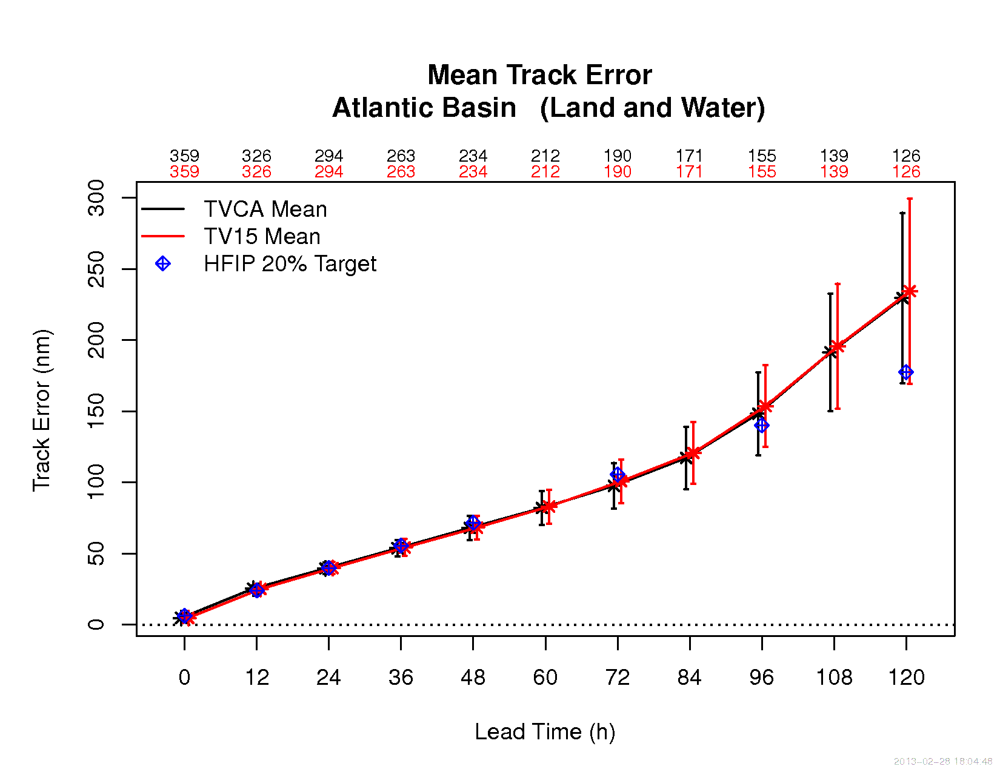 Mean Track Error
Atlantic Basin (Land and Water)
359 326 294 263 234 212 190 171 155 139 126
359 326 294 263 234 212 190 171 155 139 126
TVCA Mean
TV15 Mean
HFIP 20% Target
300
250
200
150
100
50
0
Track Error (nm)
0 12 24 36 48 60 72 84 96 108 120
Lead Time (h)
2013-02-28 18:04:48